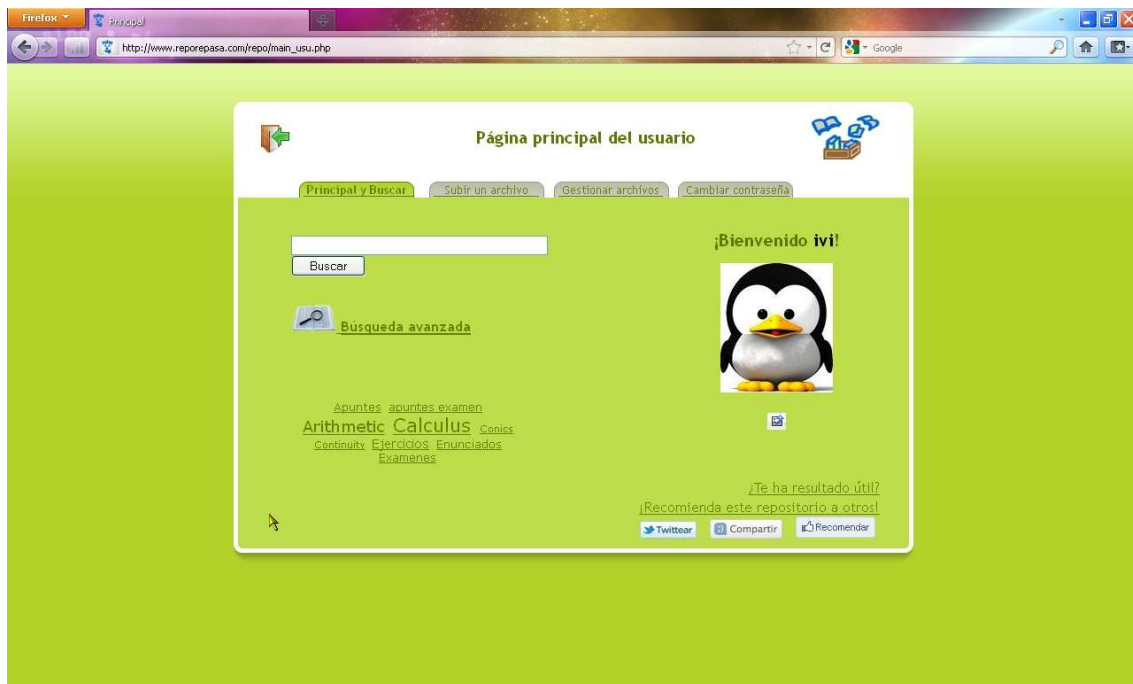 Firefox
Principal
http://www.reporepasa.com/repo/main_usu.php
Google
Página principal del usuario
Principal y Buscar
Subir un archivo
Gestionar archivos
Cambiar contraseña
Buscar
Búsqueda avanzada
Apuntes apuntes examen
Arithmetic Calculus Conics
Continuity Ejercicios Enunciados
Examenes
¡Bienvenido ivi!
¿Te ha resultado útil?
¡Recomienda este repositorio a otros!
Twittear
Compartir
Recomendar